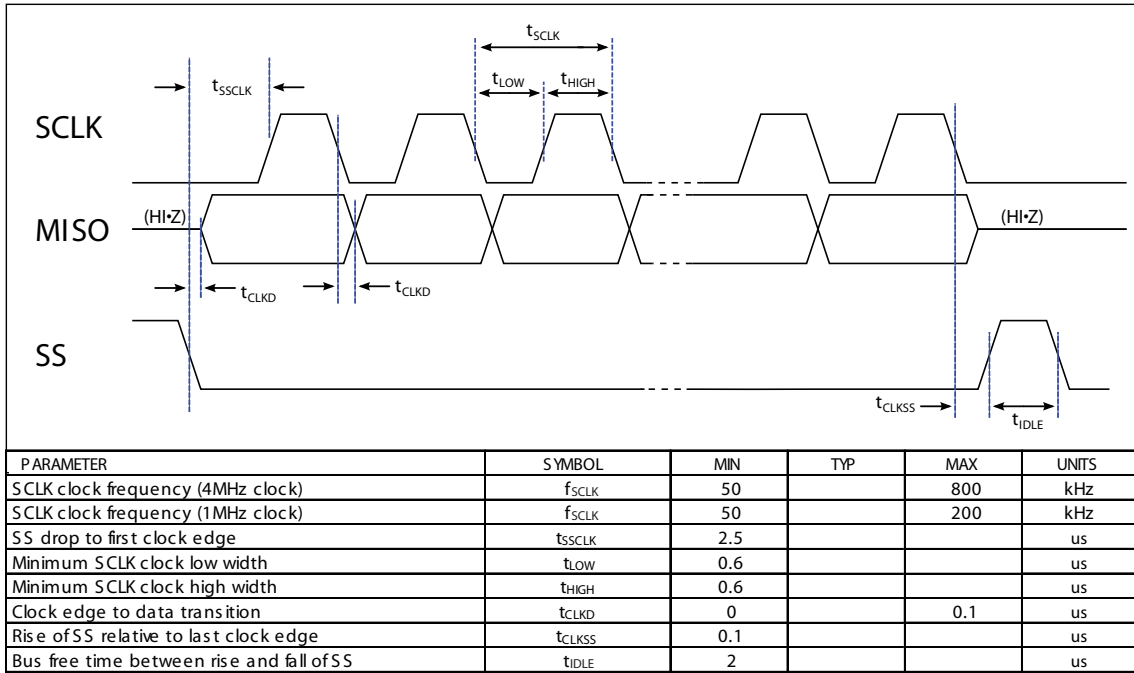 tSCLK
tSSCLK
tLOW
tHIGH
SCLK
MISO
(HI•Z)
(HI•Z)
tCLKD
tCLKD
SS
tCLKSS
tIDLE
PARAMETER SYMBOL MIN TYP MAX UNITS
SCLK clock frequency (4MHz clock) fSCLK 50 800 kHz
SCLK clock frequency (1MHz clock) fSCLK 50 200 kHz
SS drop to first clock edge tSSCLK 2.5 us
Minimum SCLK clock low width tLOW 0.6 us
Minimum SCLK clock high width tHIGH 0.6 us
Clock edge to data transition tCLKD 0 0.1 us
Rise of SS relative to last clock edge tCLKSS 0.1 us
Bus free time between rise and fall of SS tIDLE 2 us